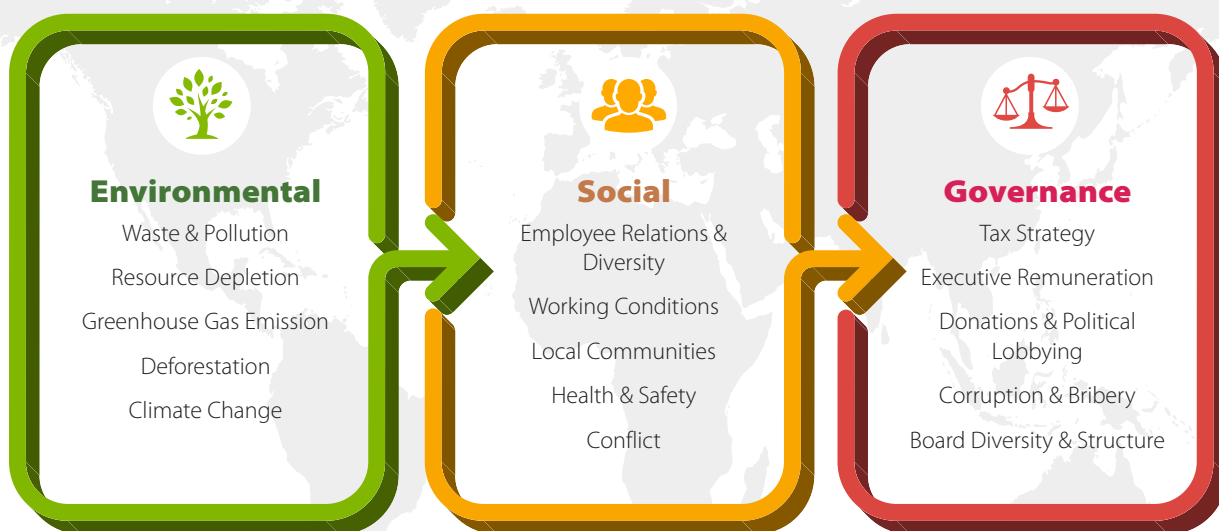 Environmental
Waste & Pollution
Resource Depletion
Greenhouse Gas Emission
Deforestation
Climate Change
Social
Employee Relations &
Diversity
Working Conditions
Local Communities
Health & Safety
Conflict
Governance
Tax Strategy
Executive Remuneration
Donations & Political
Lobbying
Corruption & Bribery
Board Diversity & Structure